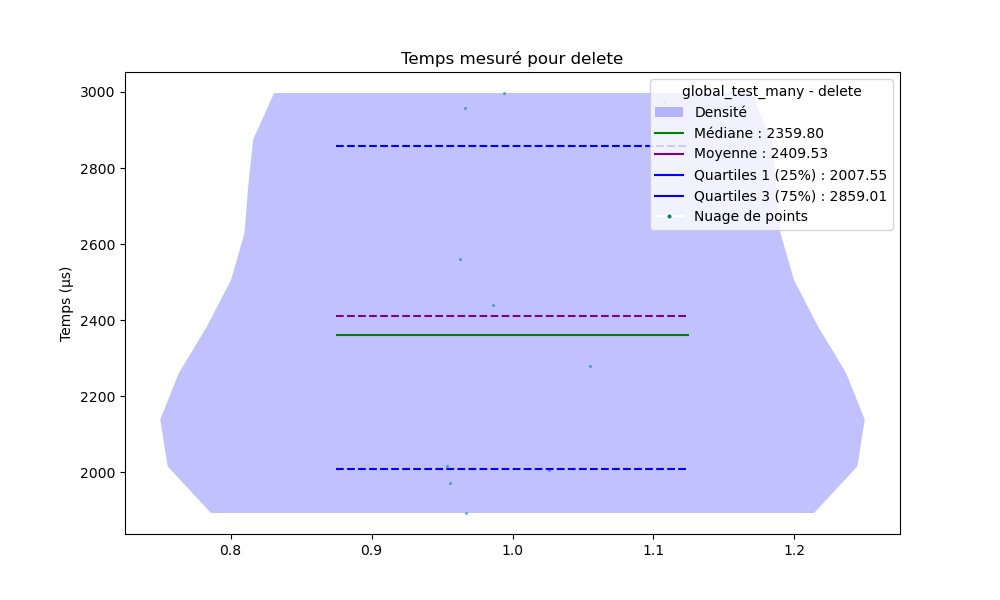 Temps mesuré pour delete
global_test_many - delete
Densité
Médiane : 2359.80
Moyenne : 2409.53
Quartiles 1 (25%) : 2007.55
Quartiles 3 (75%) : 2859.01
Nuage de points
Temps (µs)
3000
2800
2600
2400
2200
2000
0.8
0.9
1.0
1.1
1.2